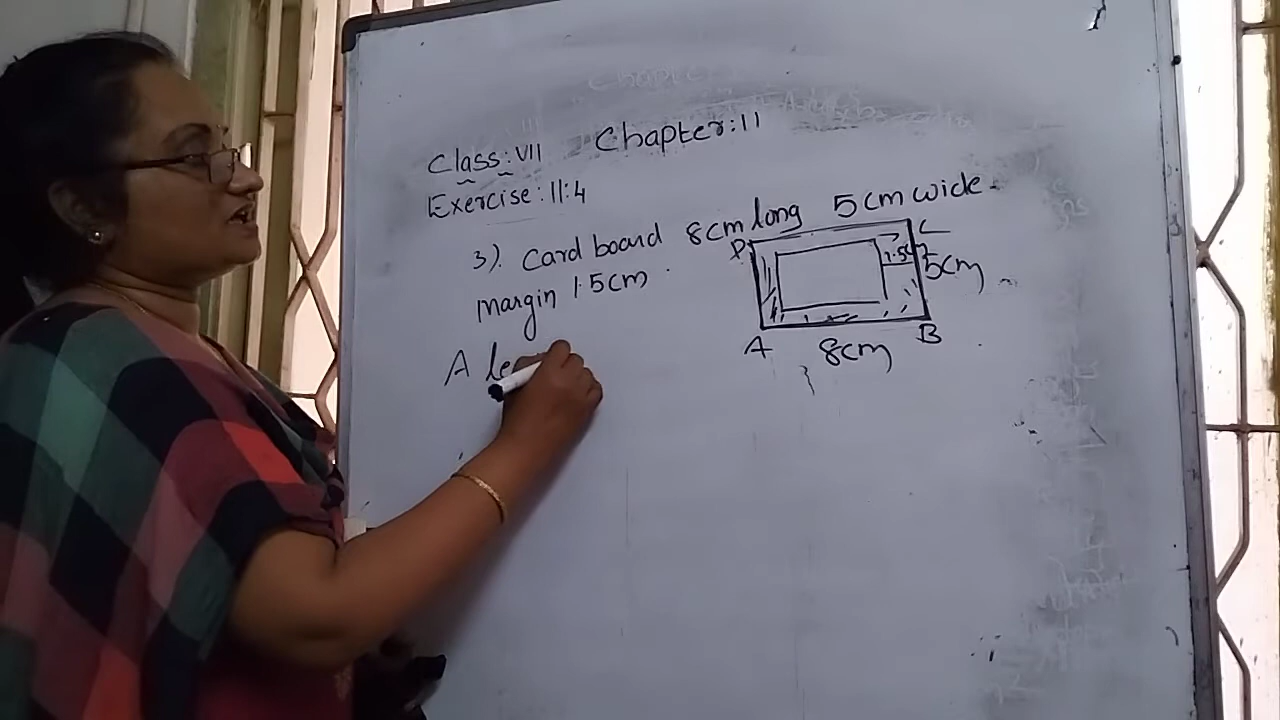 Class:VII Chapter:11
Exercise:11:4
3). Card board 8cm long 5cm wide.
margin 1.5cm.
D C
1.5c
5cm
A B
8cm
A le